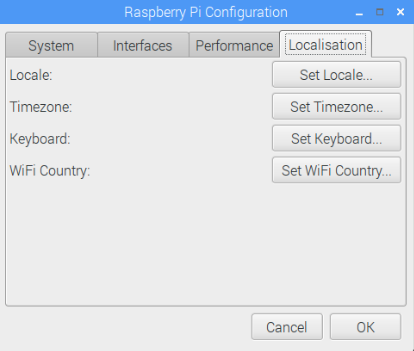 Raspberry Pi Configuration
System Interfaces Performance Localisation
Locale: Set Locale...
Timezone: Set Timezone...
Keyboard: Set Keyboard...
WiFi Country: Set WiFi Country...
Cancel OK